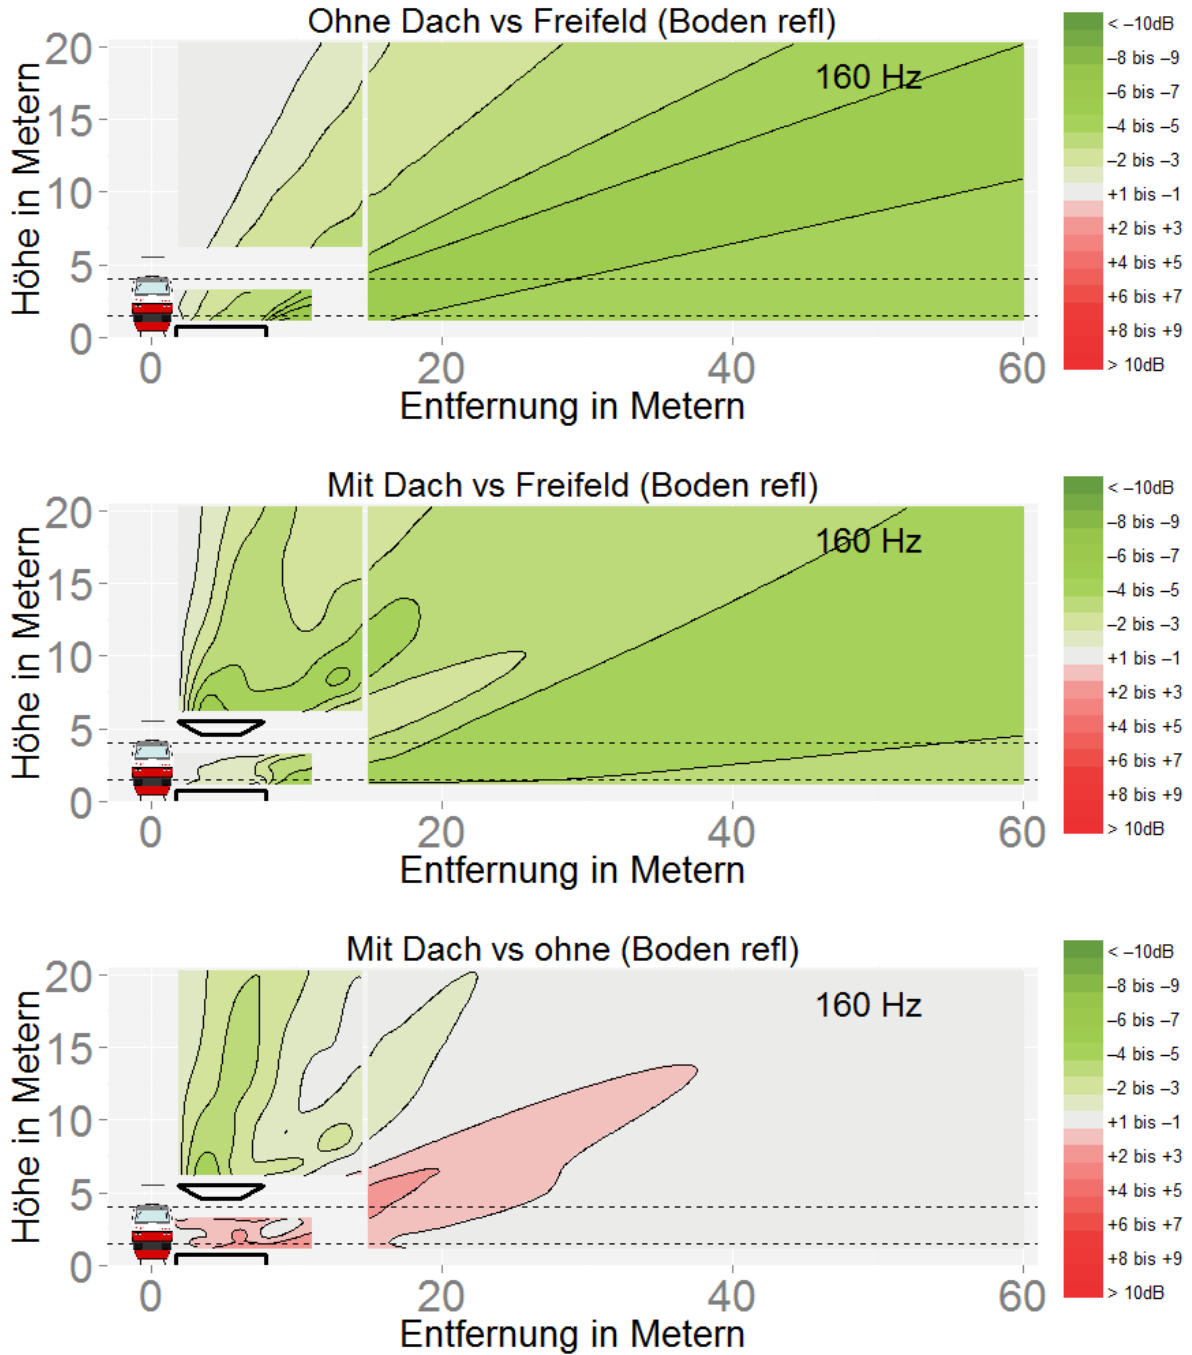 Ohne Dach vs Freifeld (Boden refl)
160 Hz
Höhe in Metern
20
15
10
5
0
0 20 40 60
Entfernung in Metern
< –10dB
–8 bis –9
–6 bis –7
–4 bis –5
–2 bis –3
+1 bis –1
+2 bis +3
+4 bis +5
+6 bis +7
+8 bis +9
> 10dB
Mit Dach vs Freifeld (Boden refl)
160 Hz
Höhe in Metern
20
15
10
5
0
0 20 40 60
Entfernung in Metern
< –10dB
–8 bis –9
–6 bis –7
–4 bis –5
–2 bis –3
+1 bis –1
+2 bis +3
+4 bis +5
+6 bis +7
+8 bis +9
> 10dB
Mit Dach vs ohne (Boden refl)
160 Hz
Höhe in Metern
20
15
10
5
0
0 20 40 60
Entfernung in Metern
< –10dB
–8 bis –9
–6 bis –7
–4 bis –5
–2 bis –3
+1 bis –1
+2 bis +3
+4 bis +5
+6 bis +7
+8 bis +9
> 10dB